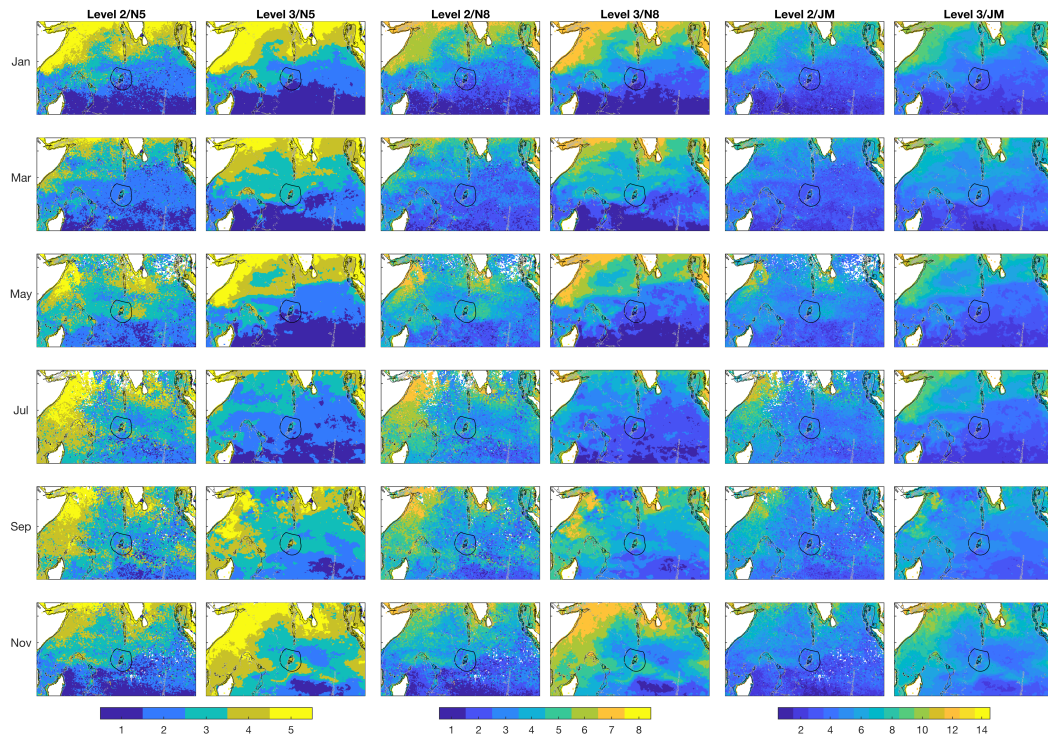 Level 2/N5 Level 3/N5 Level 2/N8 Level 3/N8 Level 2/JM Level 3/JM
Jan
Mar
May
Jul
Sep
Nov
1 2 3 4 5 1 2 3 4 5 6 7 8 2 4 6 8 10 12 14